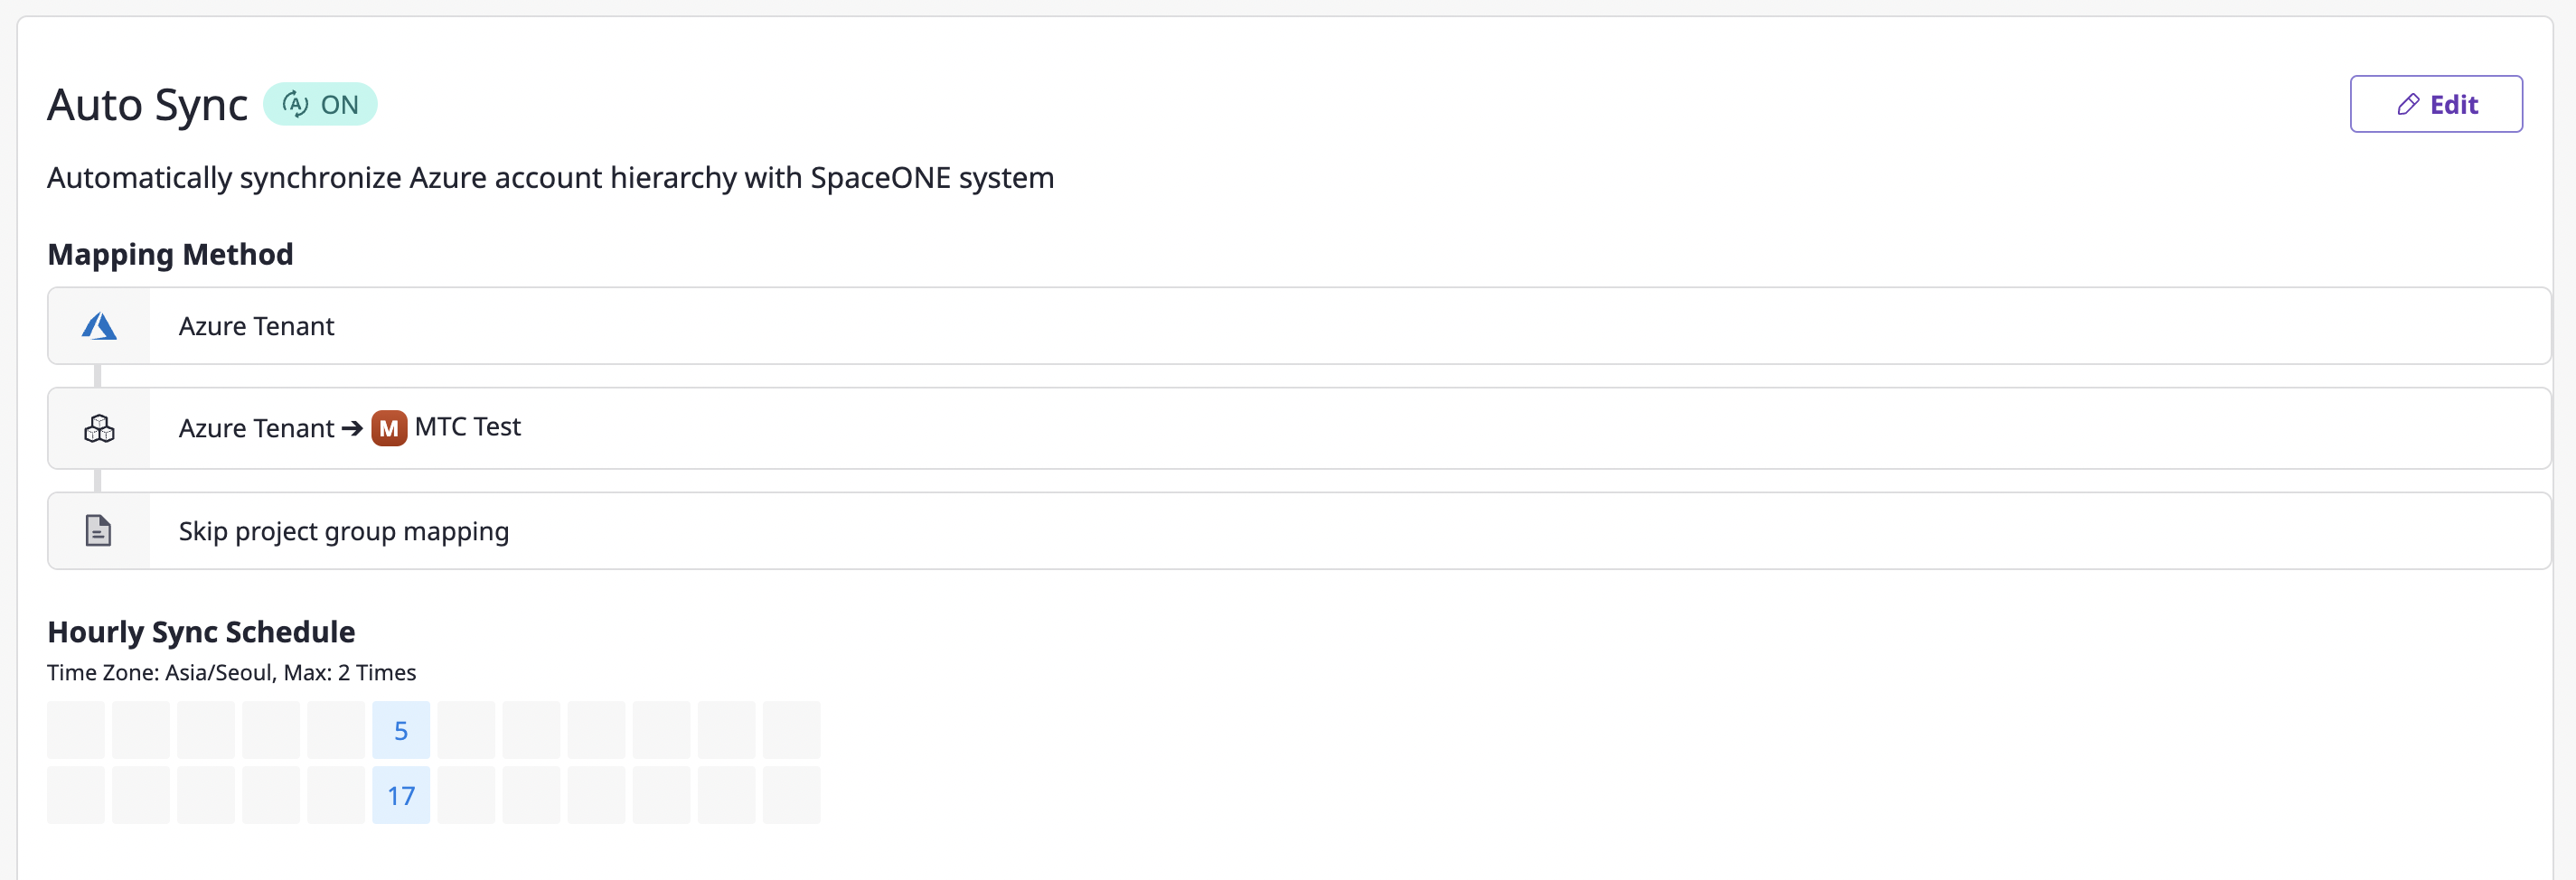 Auto Sync A ON
Edit
Automatically synchronize Azure account hierarchy with SpaceONE system
Mapping Method
Azure Tenant
Azure Tenant ➔ M MTC Test
Skip project group mapping
Hourly Sync Schedule
Time Zone: Asia/Seoul, Max: 2 Times
5
17